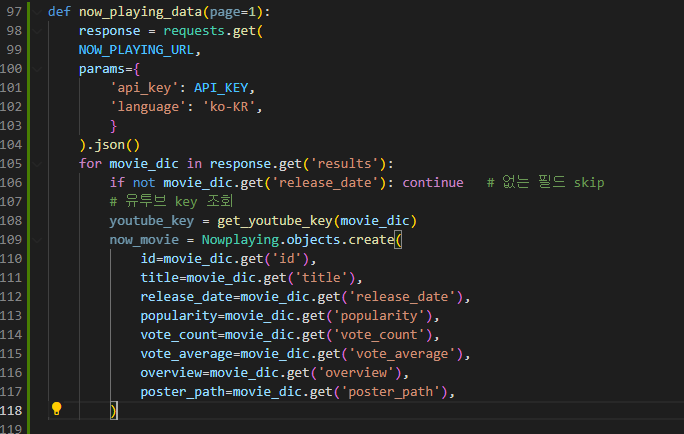 97 def now_playing_data(page=1):
98     response = requests.get(
99     NOW_PLAYING_URL,
100     params={
101         'api_key': API_KEY,
102         'language': 'ko-KR',
103         }
104     ).json()
105     for movie_dic in response.get('results'):
106         if not movie_dic.get('release_date'): continue   # 없는 필드 skip
107         # 유투브 key 조회
108         youtube_key = get_youtube_key(movie_dic)
109         now_movie = Nowplaying.objects.create(
110             id=movie_dic.get('id'),
111             title=movie_dic.get('title'),
112             release_date=movie_dic.get('release_date'),
113             popularity=movie_dic.get('popularity'),
114             vote_count=movie_dic.get('vote_count'),
115             vote_average=movie_dic.get('vote_average'),
116             overview=movie_dic.get('overview'),
117             poster_path=movie_dic.get('poster_path'),
118         )
119